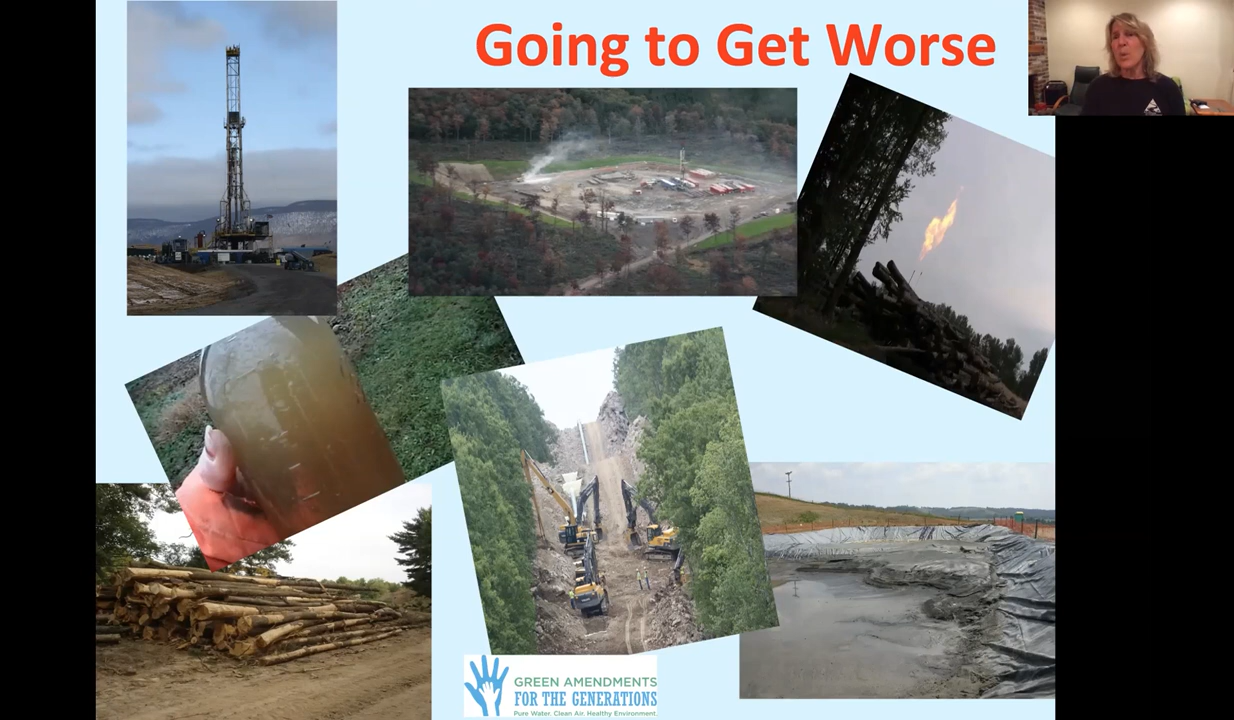 Going to Get Worse
GREEN AMENDMENTS
FOR THE GENERATIONS
Pure Water. Clean Air. Healthy Environment.